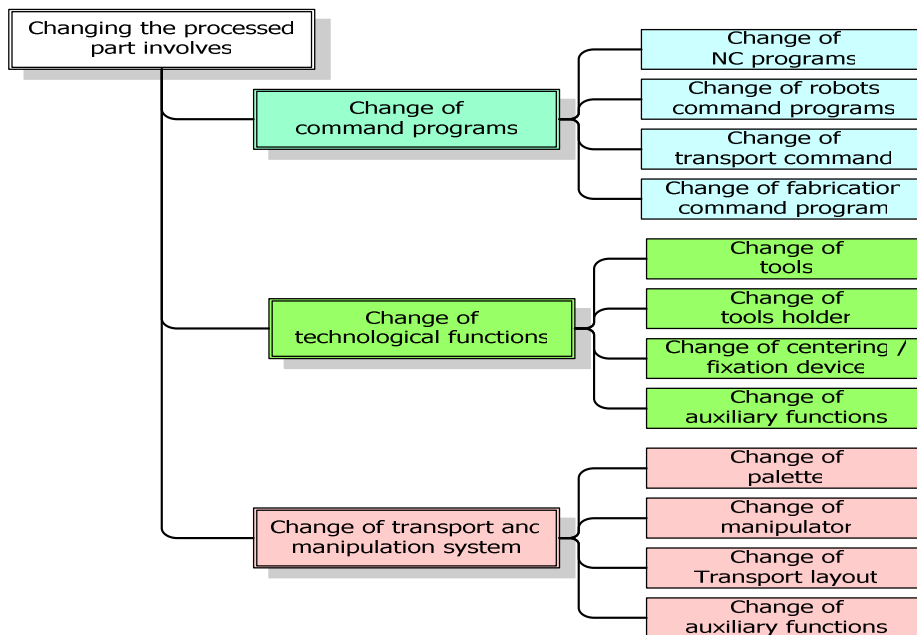 Changing the processed
part involves
Change of
command programs
Change of
NC programs
Change of robots
command programs
Change of
transport command
Change of fabrication
command program
Change of
technological functions
Change of
tools
Change of
tools holder
Change of centering /
fixation device
Change of
auxiliary functions
Change of transport and
manipulation system
Change of
palette
Change of
manipulator
Change of
Transport layout
Change of
auxiliary functions